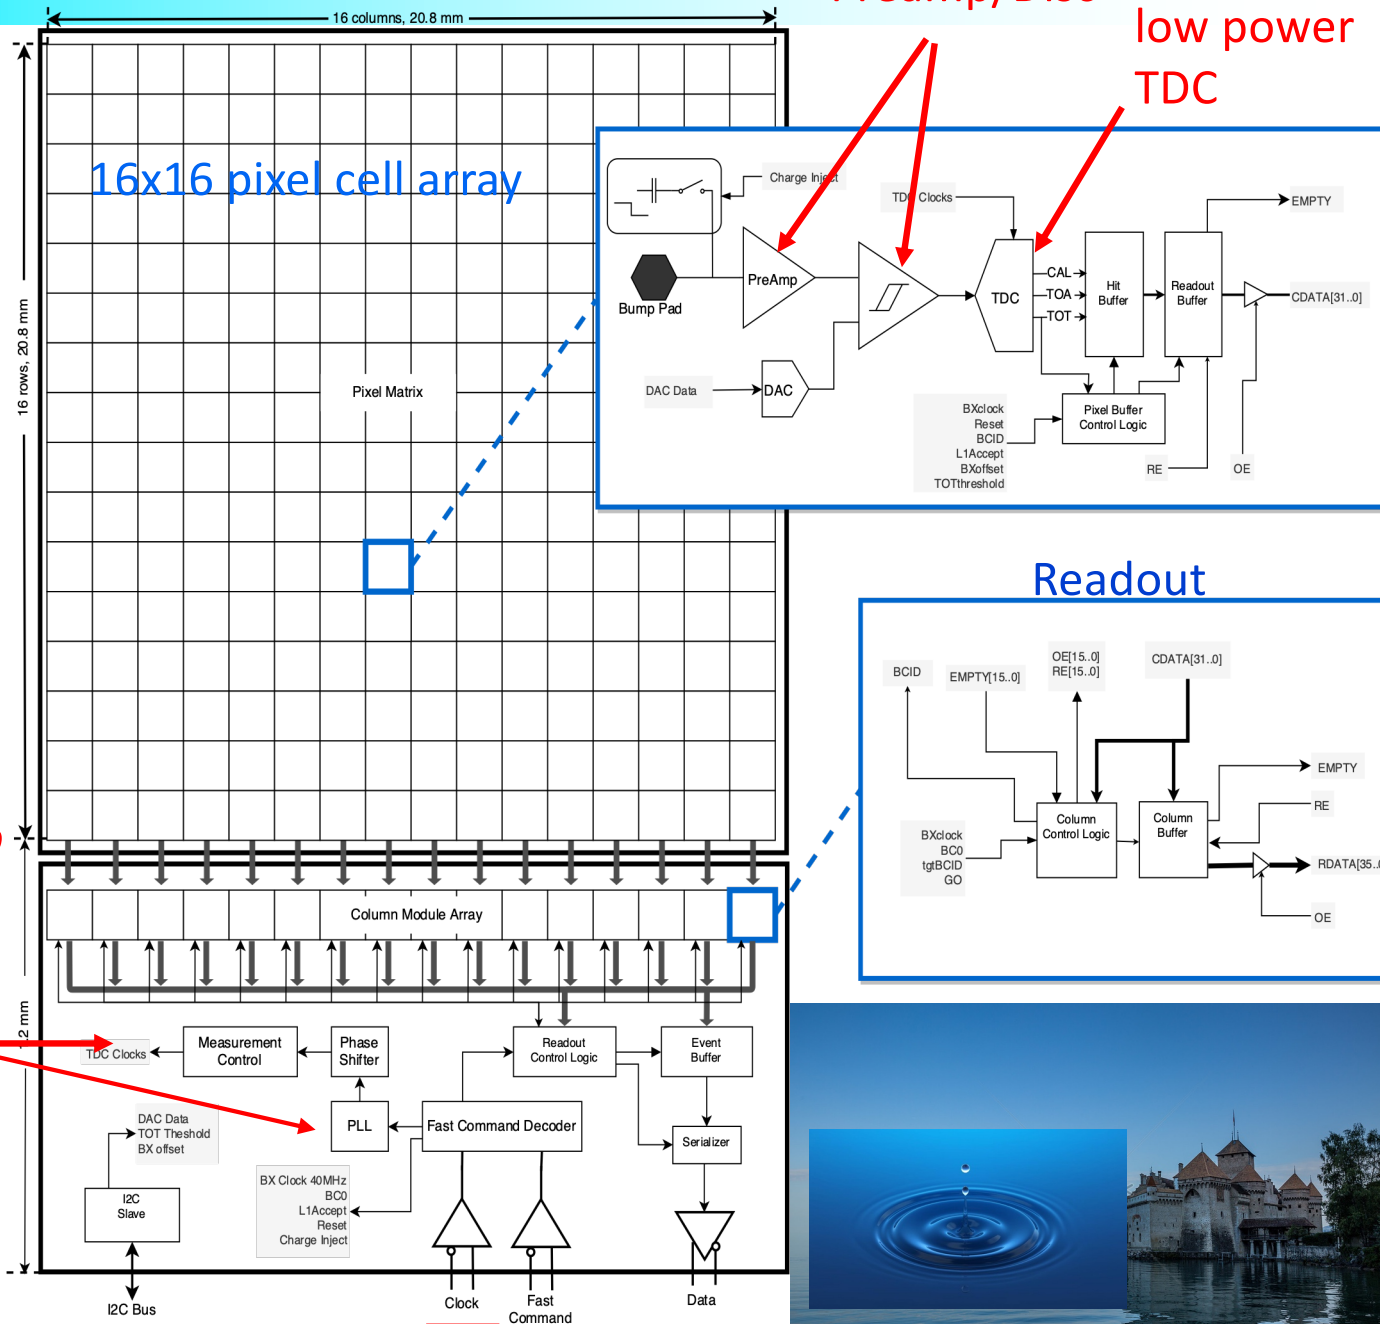 16 columns, 20.8 mm
low power
TDC
16 rows, 20.8 mm
16x16 pixel cell array
Pixel Matrix
Charge Inject
TDC Clocks
EMPTY
PreAmp
Bump Pad
TDC
CAL
TOA
TOT
Hit
Buffer
Readout
Buffer
CDATA[31..0]
DAC Data
DAC
BXclock
Reset
BCID
L1Accept
BXoffset
TOTthreshold
Pixel Buffer
Control Logic
RE
OE
Readout
BCID
EMPTY[15..0]
OE[15..0]
RE[15..0]
CDATA[31..0]
EMPTY
RE
Column
Control Logic
Column
Buffer
BXclock
BC0
tgtBCID
GO
RDATA[35..0
OE
Column Module Array
TDC Clocks
Measurement
Control
Phase
Shifter
Readout
Control Logic
Event
Buffer
DAC Data
TOT Theshold
BX offset
PLL
Fast Command Decoder
Serializer
I2C
Slave
BX Clock 40MHz
BC0
L1Accept
Reset
Charge Inject
I2C Bus
Clock
Fast
Command
Data